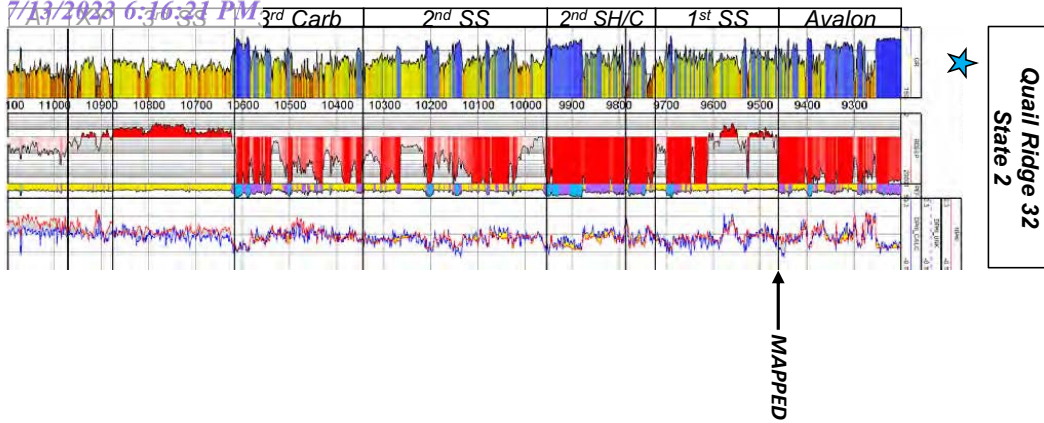 7/13/2023 6:16:21 PM
3rd Carb
2nd SS
2nd SH/C
1st SS
Avalon
Quail Ridge 32
State 2
GR
100 11000 10900 10800 10700 10600 10500 10400 10300 10200 10100 10000 9900 9800 9700 9600 9500 9400 9300
MAPPED